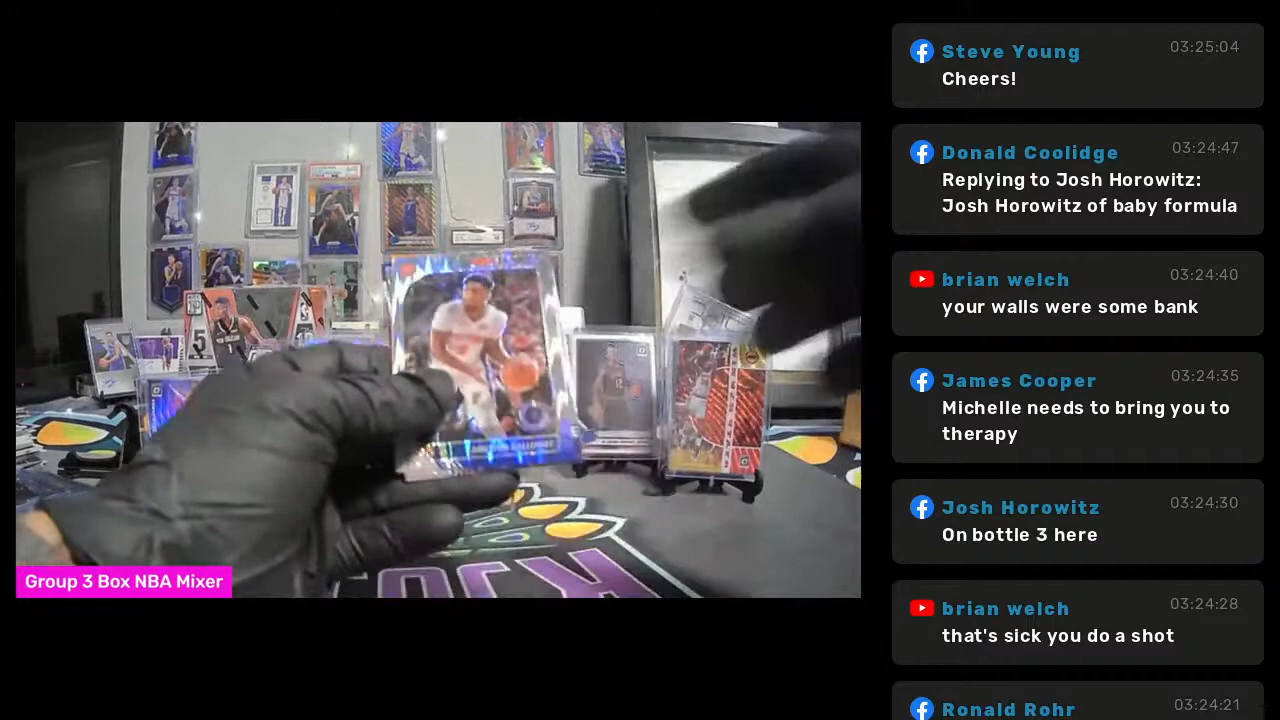 Steve Young
03:25:04
Cheers!
Donald Coolidge
03:24:47
Replying to Josh Horowitz:
Josh Horowitz of baby formula
brian welch
03:24:40
your walls were some bank
James Cooper
03:24:35
Michelle needs to bring you to
therapy
Josh Horowitz
03:24:30
On bottle 3 here
brian welch
03:24:28
that's sick you do a shot
Ronald Rohr
03:24:21
Group 3 Box NBA Mixer